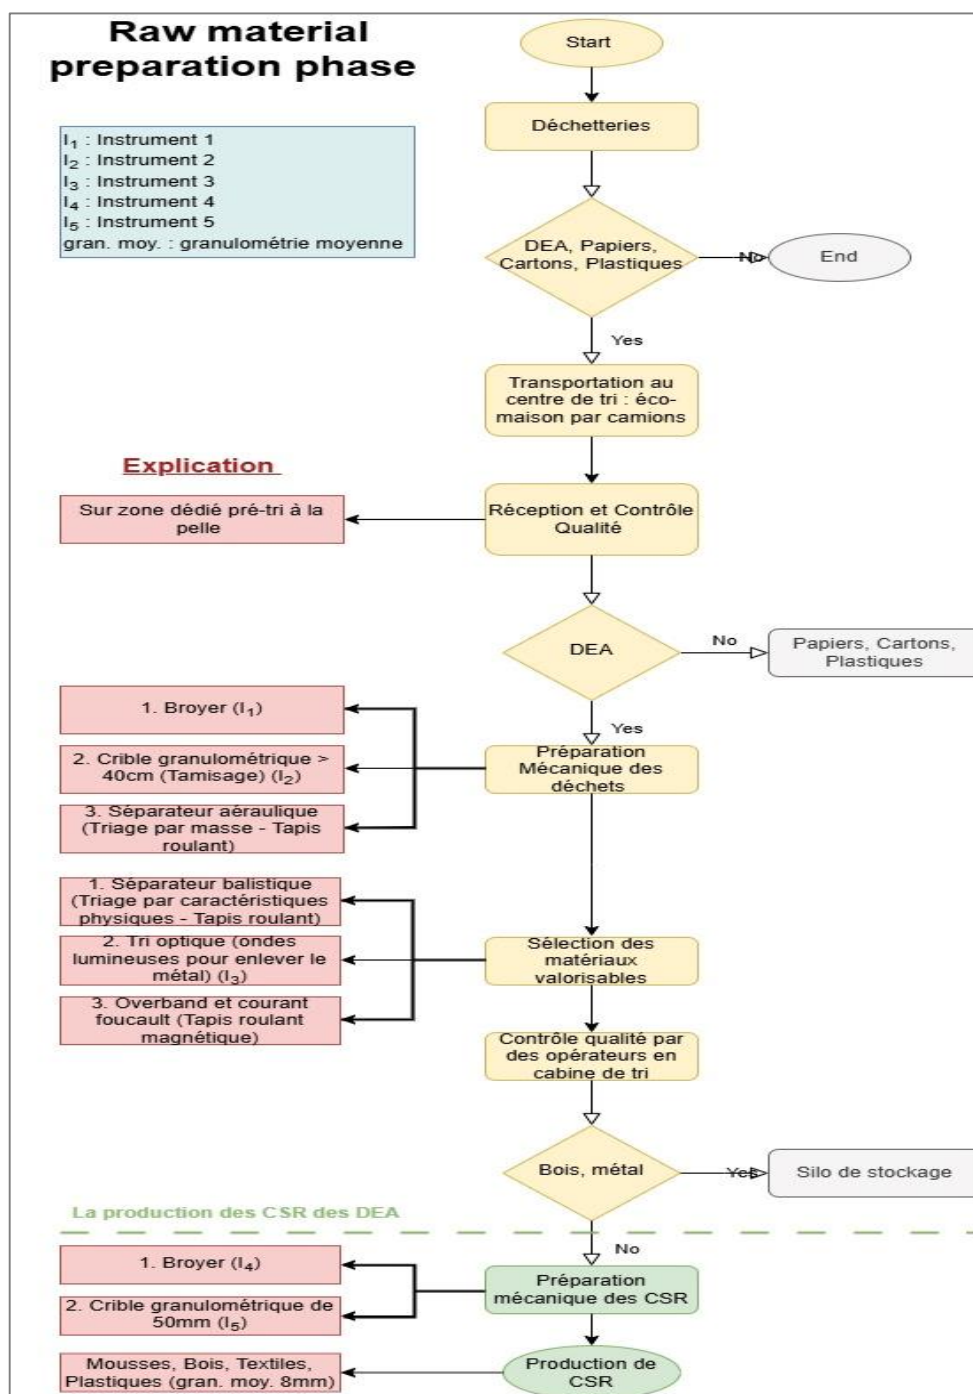 Raw material
preparation phase
Start
Déchetteries
I1 : Instrument 1
I2 : Instrument 2
I3 : Instrument 3
I4 : Instrument 4
I5 : Instrument 5
gran. moy. : granulométrie moyenne
DEA, Papiers,
Cartons, Plastiques
No
End
Yes
Transportation au
centre de tri : éco-
maison par camions
Explication
Sur zone dédié pré-tri à la
pelle
Réception et Contrôle
Qualité
DEA
No
Papiers, Cartons,
Plastiques
Yes
1. Broyer (I1)
2. Crible granulométrique >
40cm (Tamisage) (I2)
3. Séparateur aéraulique
(Triage par masse - Tapis
roulant)
Préparation
Mécanique des
déchets
1. Séparateur balistique
(Triage par caractéristiques
physiques - Tapis roulant)
2. Tri optique (ondes
lumineuses pour enlever le
métal) (I3)
3. Overband et courant
foucault (Tapis roulant
magnétique)
Sélection des
matériaux
valorisables
Contrôle qualité par
des opérateurs en
cabine de tri
Bois, métal
Yes
Silo de stockage
La production des CSR des DEA
No
1. Broyer (I4)
2. Crible granulométrique de
50mm (I5)
Préparation
mécanique des CSR
Mousses, Bois, Textiles,
Plastiques (gran. moy. 8mm)
Production de
CSR